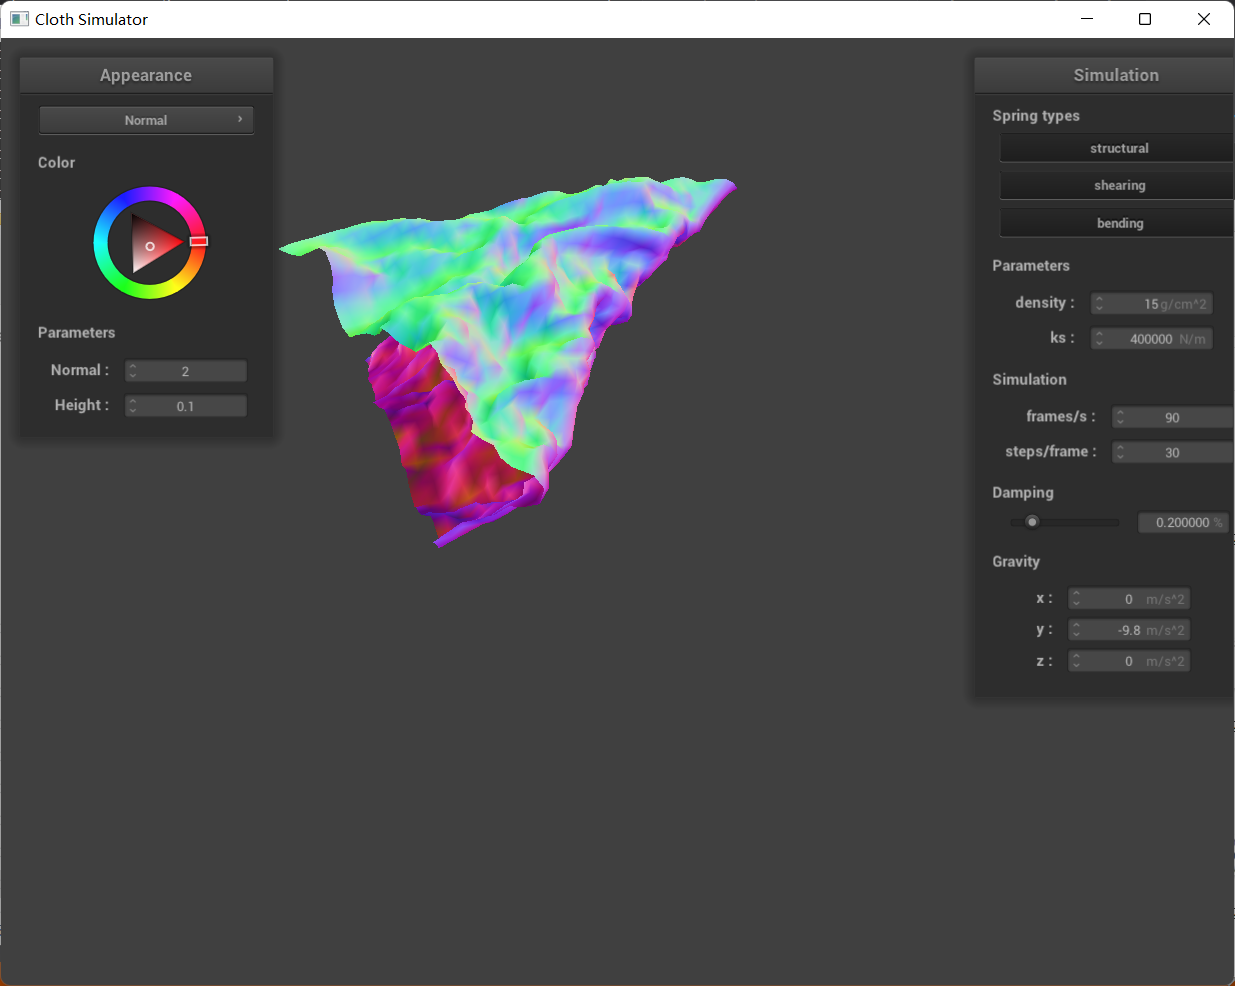 Cloth Simulator
Appearance
Normal
Color
Parameters
Normal : 2
Height : 0.1
Simulation
Spring types
structural
shearing
bending
Parameters
density : 15 g/cm^2
ks : 400000 N/m
Simulation
frames/s : 90
steps/frame : 30
Damping
0.200000 %
Gravity
x : 0 m/s^2
y : -9.8 m/s^2
z : 0 m/s^2